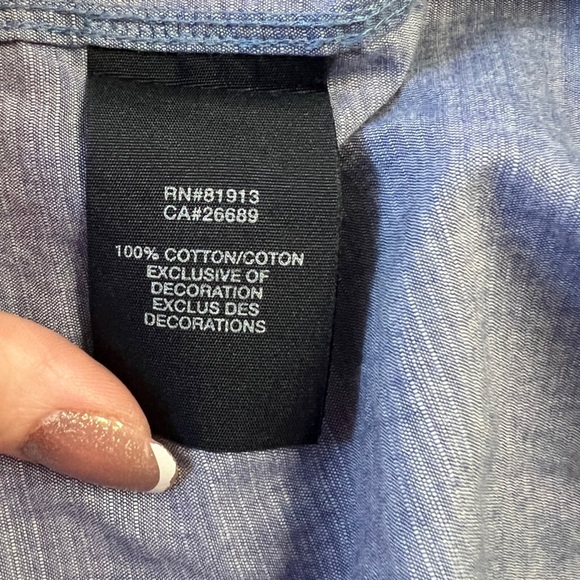 RN#81913
CA#26689
100% COTTON/COTON
EXCLUSIVE OF
DECORATION
EXCLUS DES
DECORATIONS